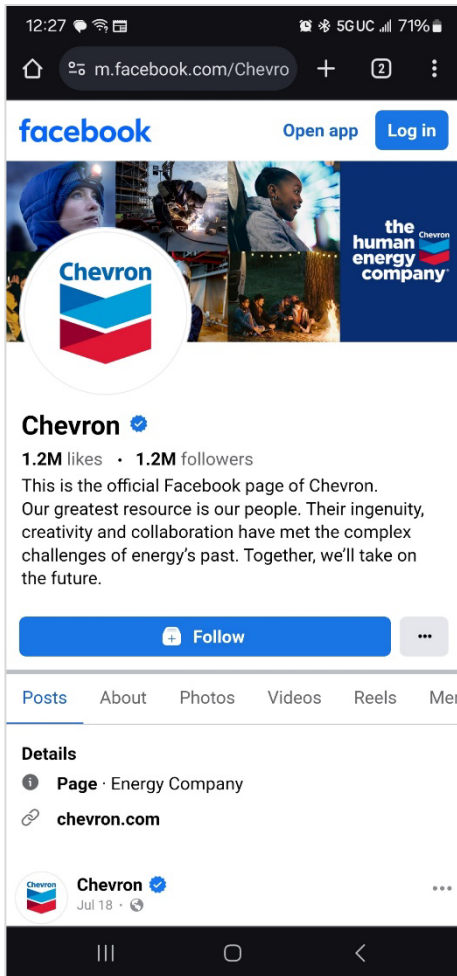 12:27
5G UC 71%
m.facebook.com/Chevro
2
facebook
Open app
Log in
the
human
energy
company
Chevron
Chevron
Chevron
1.2M likes · 1.2M followers
This is the official Facebook page of Chevron.
Our greatest resource is our people. Their ingenuity,
creativity and collaboration have met the complex
challenges of energy’s past. Together, we’ll take on
the future.
Follow
Posts About Photos Videos Reels Mer
Details
Page · Energy Company
chevron.com
Chevron
Chevron
Jul 18 ·